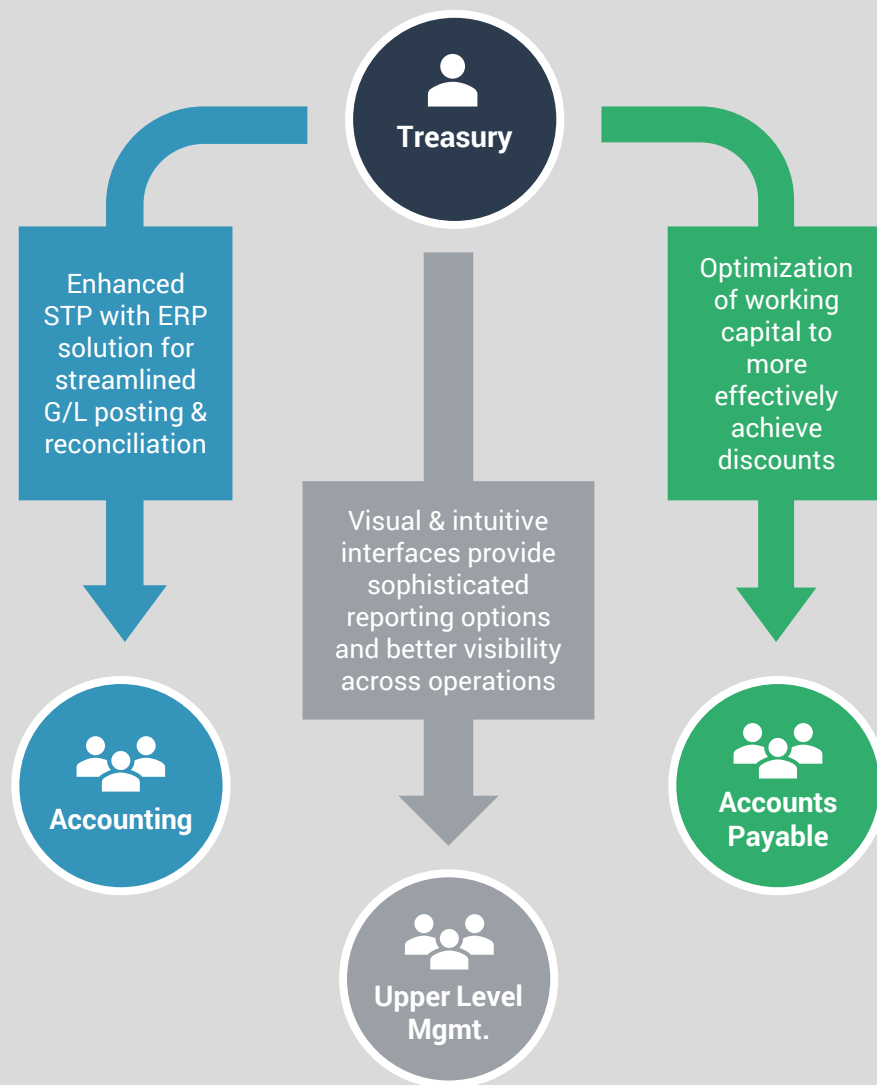 Treasury
Enhanced
STP with ERP
solution for
streamlined
G/L posting &
reconciliation
Visual & intuitive
interfaces provide
sophisticated
reporting options
and better visibility
across operations
Optimization
of working
capital to
more
effectively
achieve
discounts
Accounting
Upper Level
Mgmt.
Accounts
Payable